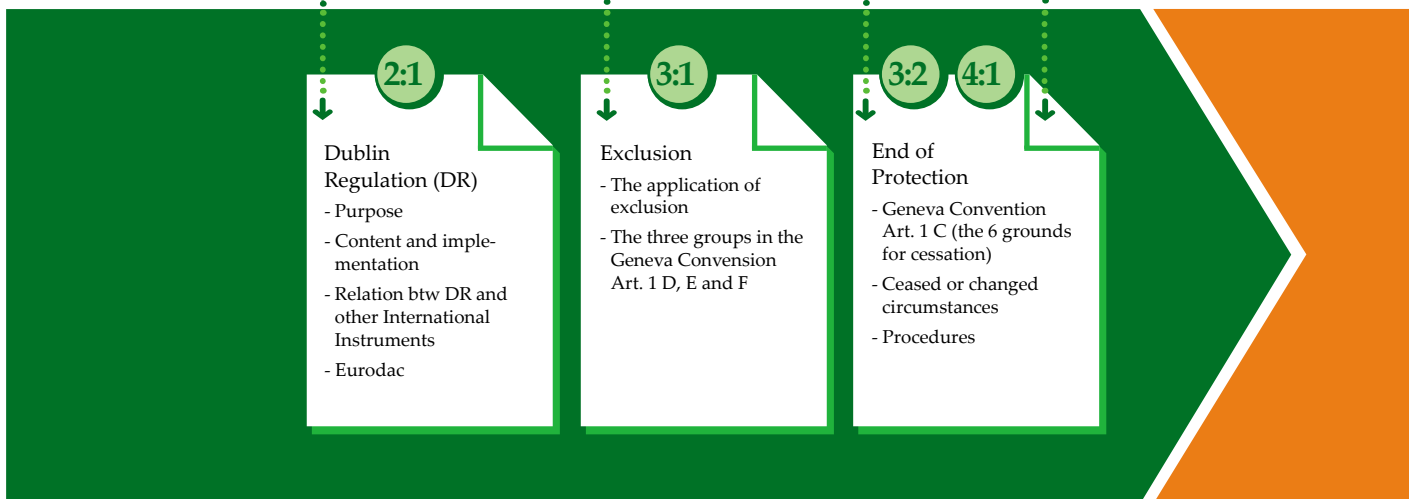 2:1
Dublin
Regulation (DR)
- Purpose
- Content and imple-
mentation
- Relation btw DR and
other International
Instruments
- Eurodac
3:1
Exclusion
- The application of
exclusion
- The three groups in the
Geneva Convension
Art. 1 D, E and F
3:2 4:1
End of
Protection
- Geneva Convention
Art. 1 C (the 6 grounds
for cessation)
- Ceased or changed
circumstances
- Procedures